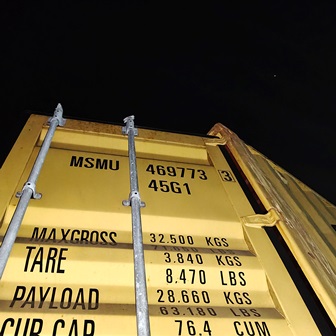 MSMU 469773 3
45G1
MAXGROSS 32.500 KGS
TARE 3.840 KGS
8.470 LBS
PAYLOAD 28.660 KGS
63.180 LBS
CUB CAP 76.4 CUM